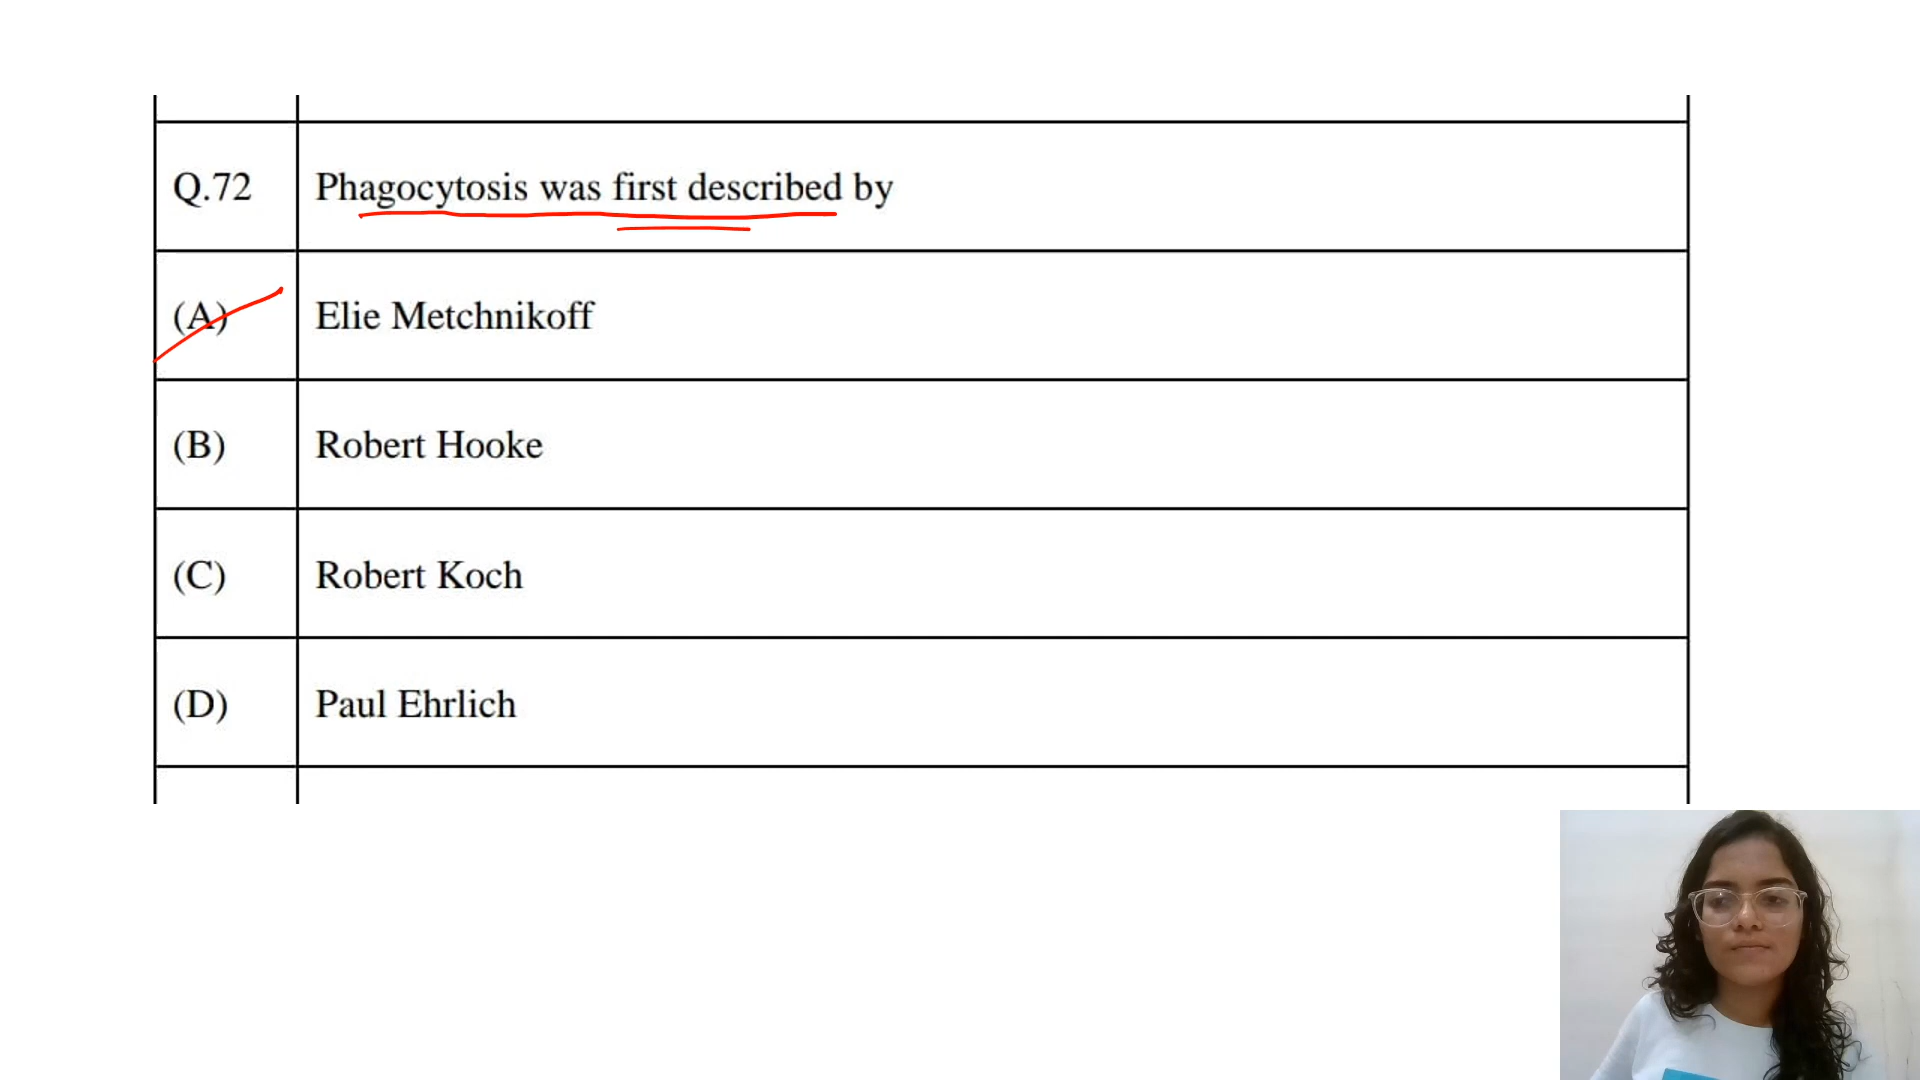 Q.72 Phagocytosis was first described by
(A) Elie Metchnikoff
(B) Robert Hooke
(C) Robert Koch
(D) Paul Ehrlich